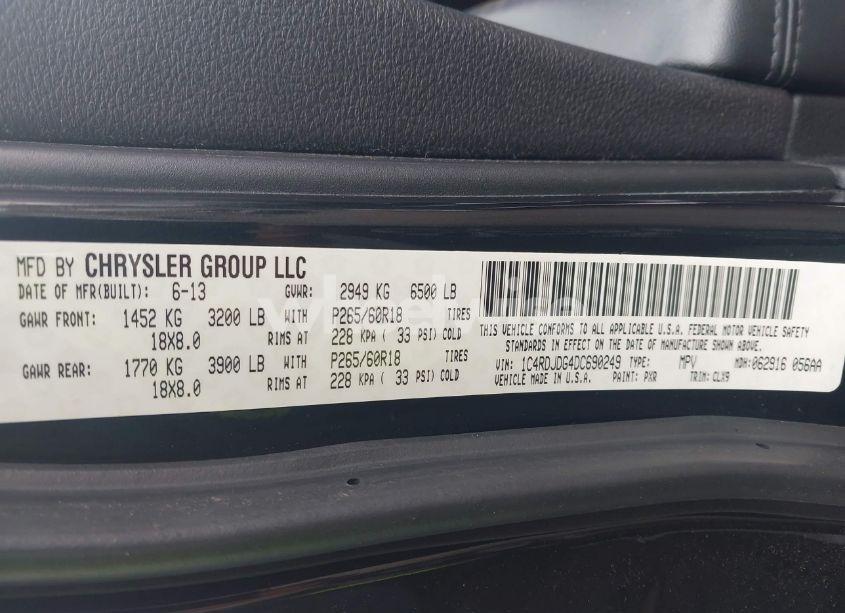 MFD BY CHRYSLER GROUP LLC
DATE OF MFR(BUILT): 6-13 GVWR: 2949 KG 6500 LB
GAWR FRONT: 1452 KG 3200 LB WITH P265/60R18 TIRES
18X8.0 RIMS AT 228 KPA ( 33 PSI) COLD
GAWR REAR: 1770 KG 3900 LB WITH P265/60R18 TIRES
18X8.0 RIMS AT 228 KPA ( 33 PSI) COLD
THIS VEHICLE CONFORMS TO ALL APPLICABLE U.S.A. FEDERAL MOTOR VEHICLE SAFETY
STANDARDS IN EFFECT ON THE DATE OF MANUFACTURE SHOWN ABOVE.
VIN: 1C4RDJDG4DC690249 TYPE: MPV MDH: 062916 056AA
VEHICLE MADE IN U.S.A. PAINT: PXR TRIM: CLX9